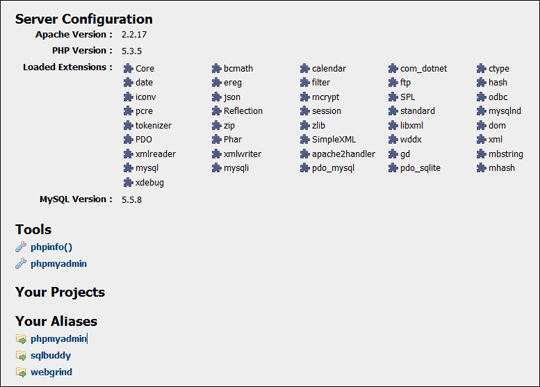 Server Configuration
Apache Version : 2.2.17
PHP Version : 5.3.5
Loaded Extensions : Core bcmath calendar com_dotnet ctype
date ereg filter ftp hash
iconv json mcrypt SPL odbc
pcre Reflection session standard mysqlnd
tokenizer zip zlib libxml dom
PDO Phar SimpleXML wddx xml
xmlreader xmlwriter apache2handler gd mbstring
mysql mysqli pdo_mysql pdo_sqlite mhash
xdebug
MySQL Version : 5.5.8
Tools
phpinfo()
phpmyadmin
Your Projects
Your Aliases
phpmyadmin
sqlbuddy
webgrind